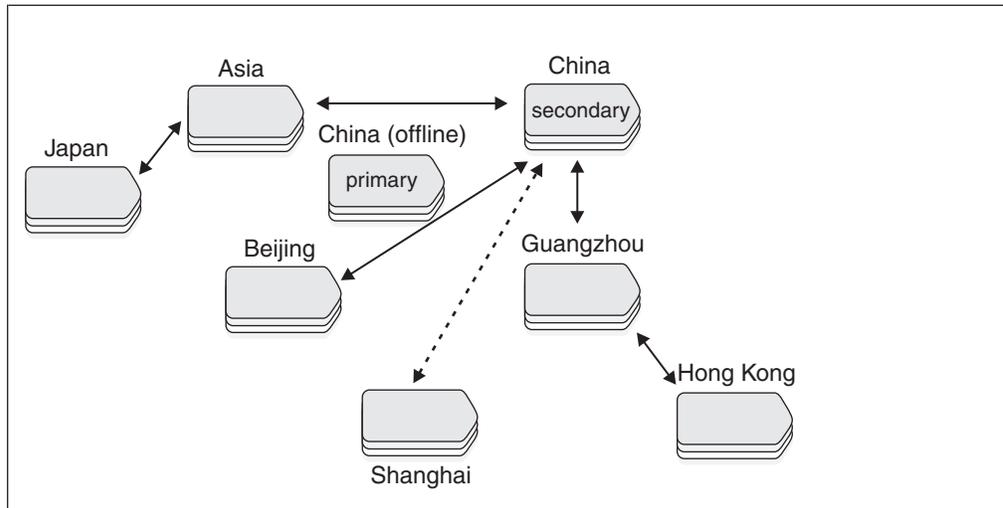 Asia
China
secondary
China (offline)
primary
Japan
Beijing
Guangzhou
Hong Kong
Shanghai